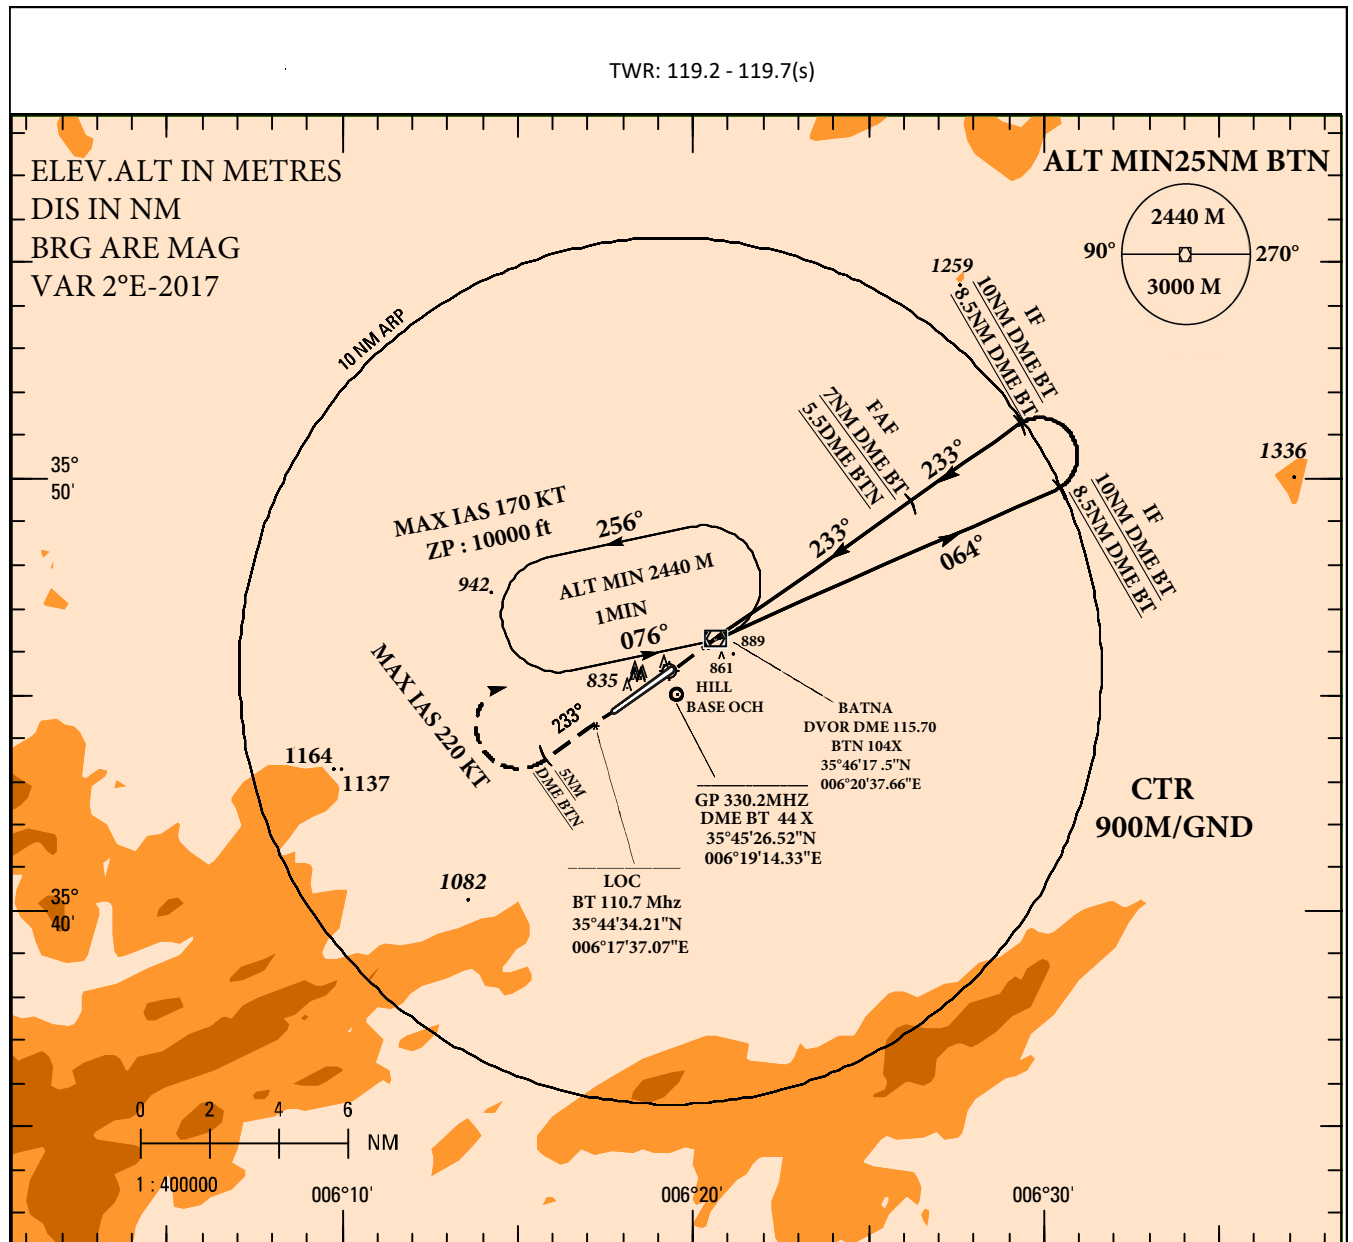 TWR: 119.2 - 119.7(s)
ELEV.ALT IN METRES
DIS IN NM
BRG ARE MAG
VAR 2°E-2017
ALT MIN25NM BTN
2440 M
90°
270°
3000 M
10 NM ARP
1259
IF
10NM DME BT
8.5NM DME BT
FAF
7NM DME BT
5.5DME BTN
233°
1336
35°
50'
IF
10NM DME BT
8.5NM DME BT
MAX IAS 170 KT
ZP : 10000 ft
256°
233°
064°
942
ALT MIN 2440 M
1MIN
076°
889
861
835
HILL
BASE OCH
MAX IAS 220 KT
233°
5NM
DME BTN
BATNA
DVOR DME 115.70
BTN 104X
35°46'17 .5"N
006°20'37.66"E
1164
1137
GP 330.2MHZ
DME BT 44 X
35°45'26.52"N
006°19'14.33"E
CTR
900M/GND
LOC
BT 110.7 Mhz
35°44'34.21"N
006°17'37.07"E
1082
35°
40'
0 2 4 6
NM
1 : 400000
006°10' 006°20' 006°30'